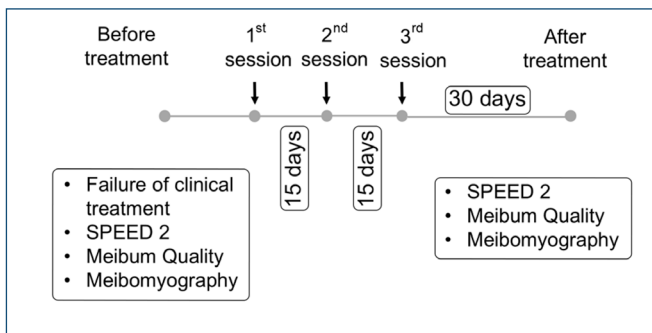 Before treatment
1st session
2nd session
3rd session
After treatment
30 days
15 days
15 days
• Failure of clinical treatment
• SPEED 2
• Meibum Quality
• Meibomyography
• SPEED 2
• Meibum Quality
• Meibomyography